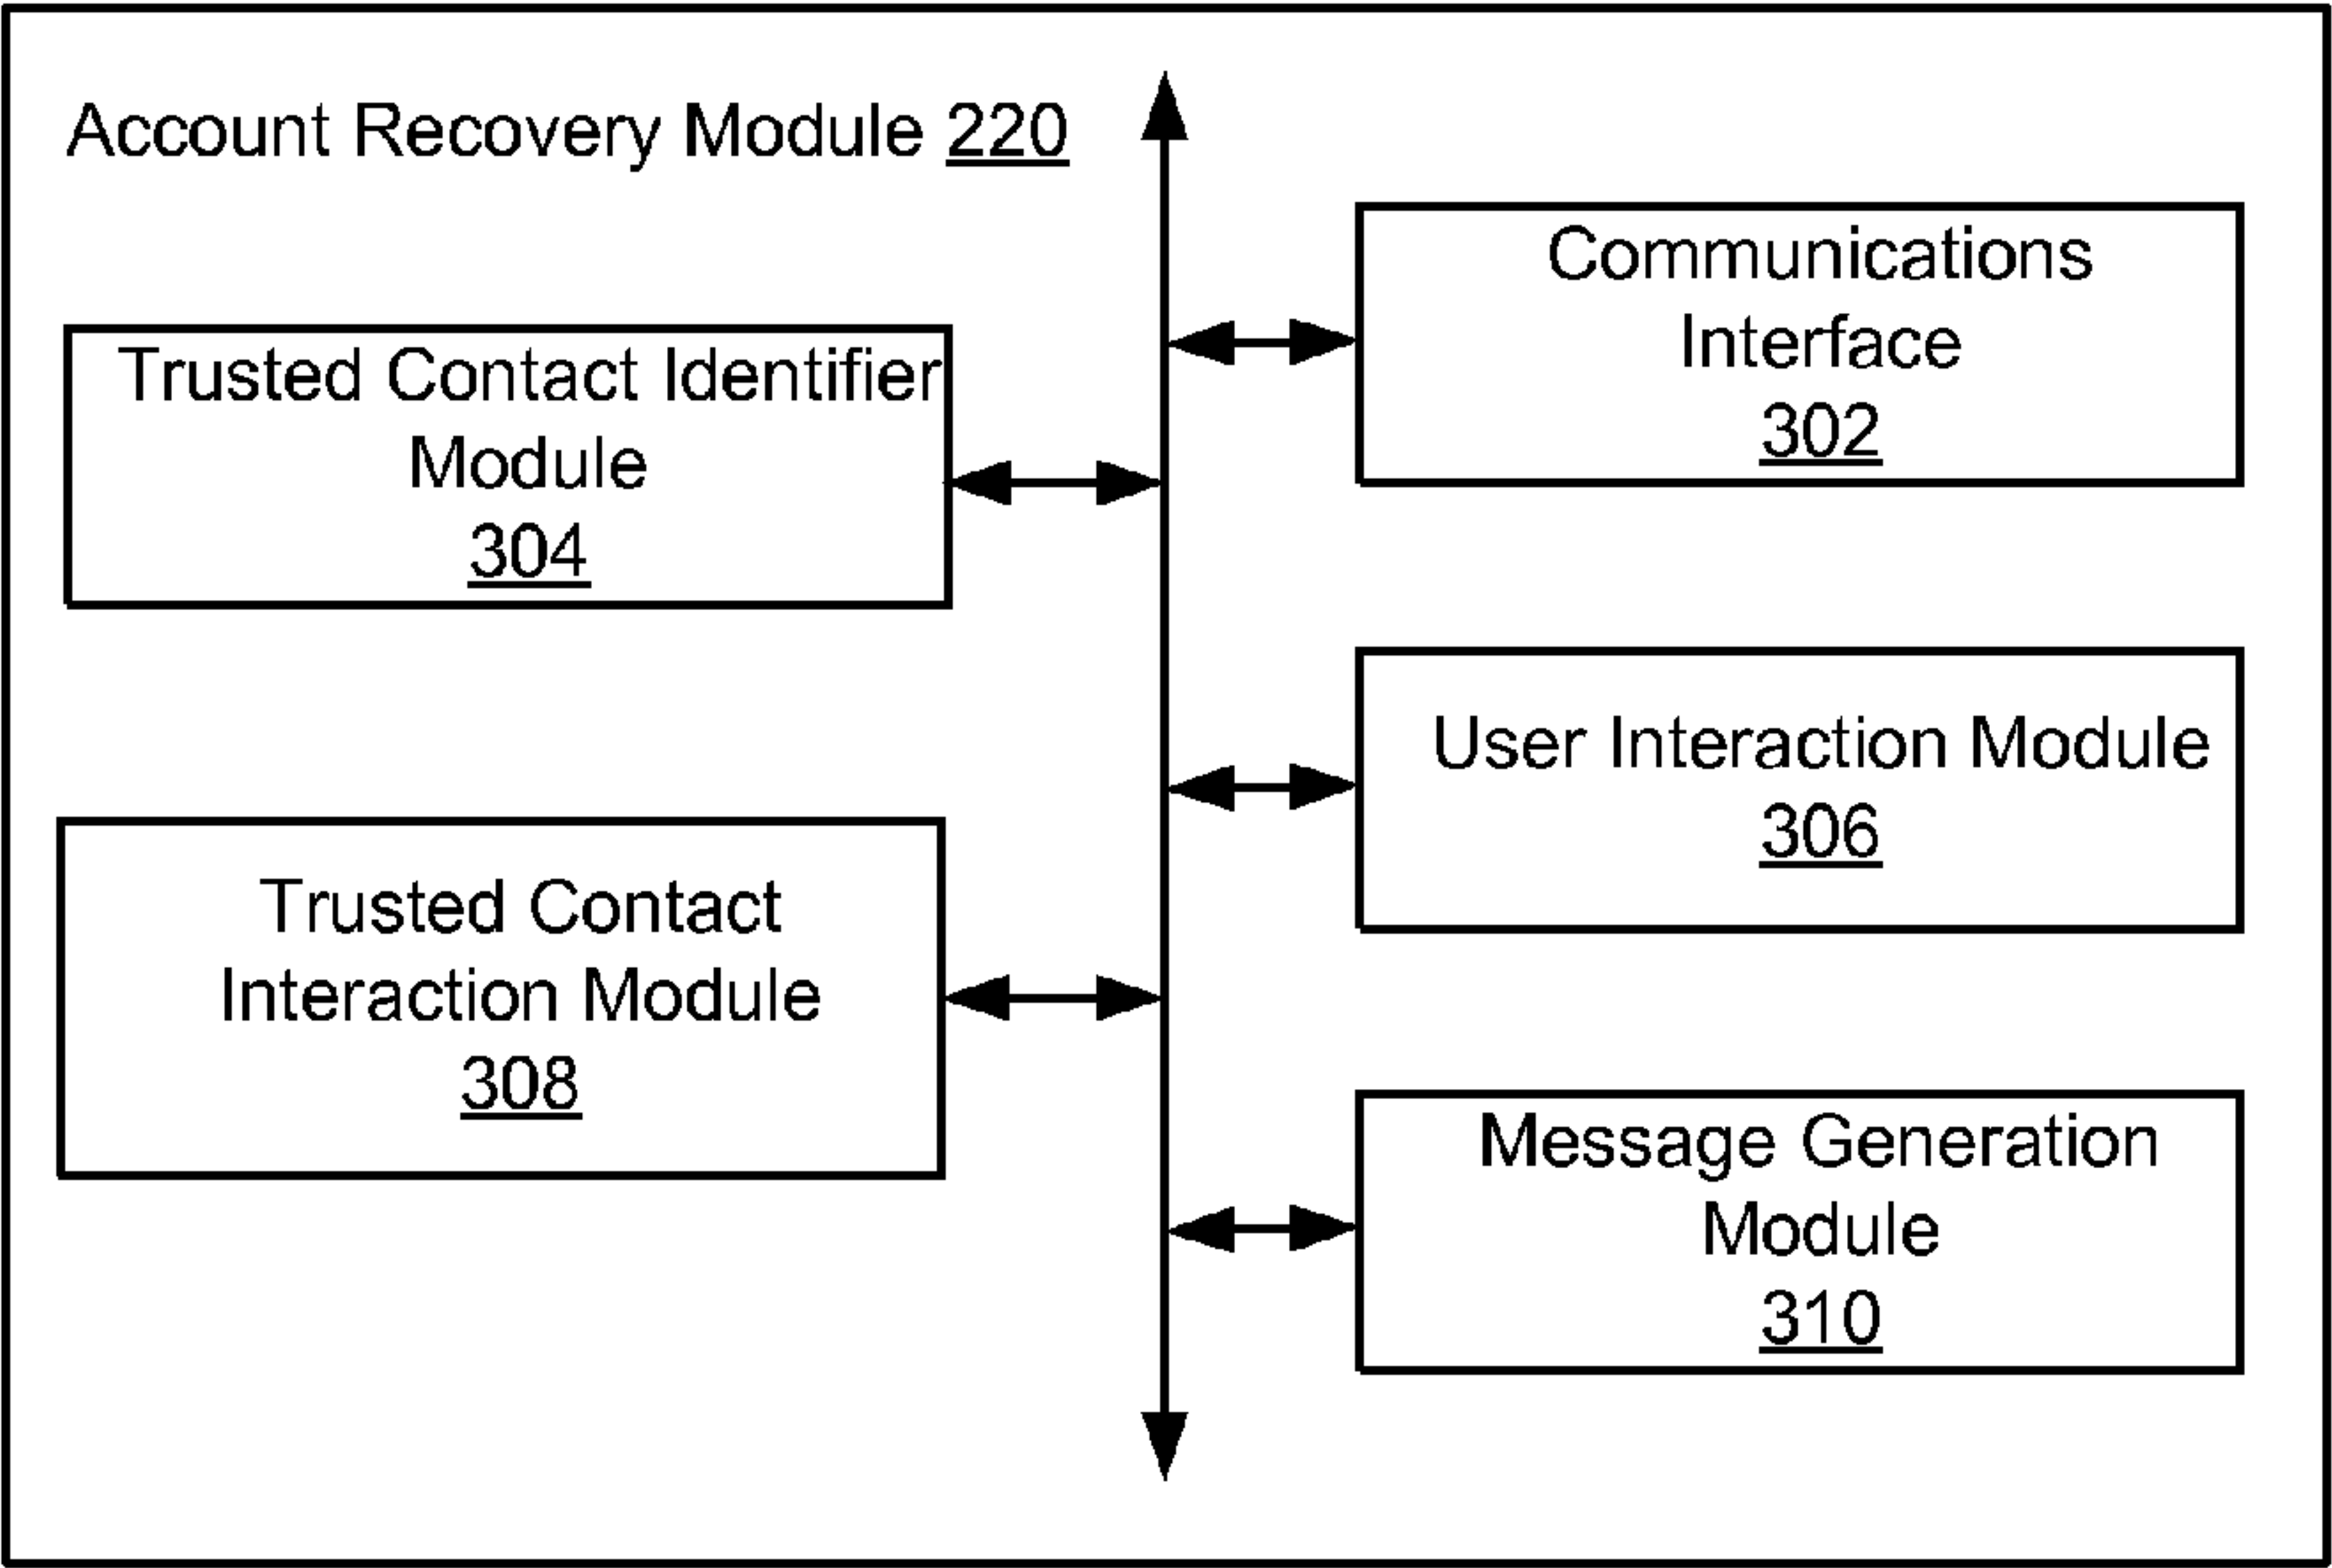 Account Recovery Module 220
Communications
Interface
302
Trusted Contact Identifier
Module
304
User Interaction Module
306
Trusted Contact
Interaction Module
308
Message Generation
Module
310